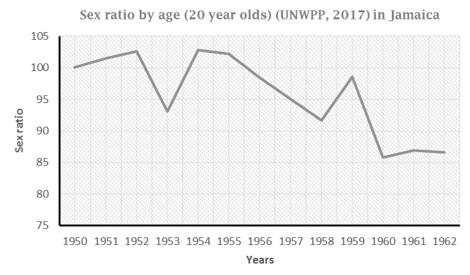 Sex ratio by age (20 year olds) (UNWPP, 2017) in Jamaica
105
100
95
90
85
80
75
Sex ratio
1950 1951 1952 1953 1954 1955 1956 1957 1958 1959 1960 1961 1962
Years